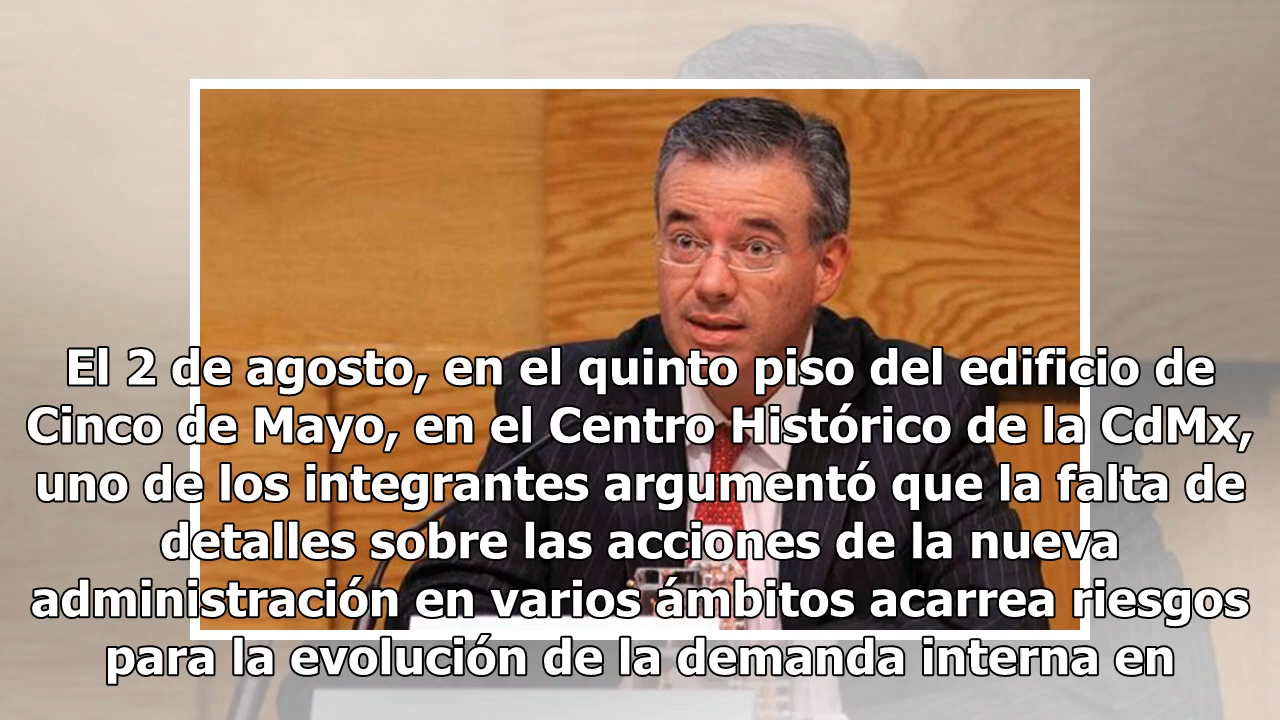 El 2 de agosto, en el quinto piso del edificio de
Cinco de Mayo, en el Centro Histórico de la CdMx,
uno de los integrantes argumentó que la falta de
detalles sobre las acciones de la nueva
administración en varios ámbitos acarrea riesgos
para la evolución de la demanda interna en